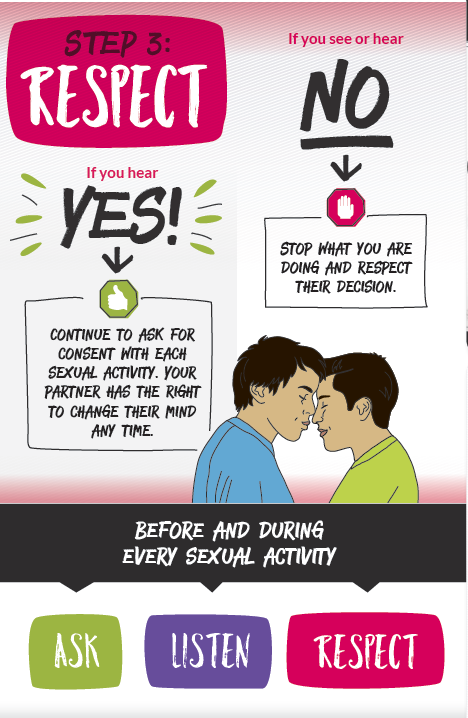 STEP 3:
RESPECT
If you hear
YES!
CONTINUE TO ASK FOR
CONSENT WITH EACH
SEXUAL ACTIVITY. YOUR
PARTNER HAS THE RIGHT
TO CHANGE THEIR MIND
ANY TIME.
If you see or hear
NO
STOP WHAT YOU ARE
DOING AND RESPECT
THEIR DECISION.
BEFORE AND DURING
EVERY SEXUAL ACTIVITY
ASK
LISTEN
RESPECT